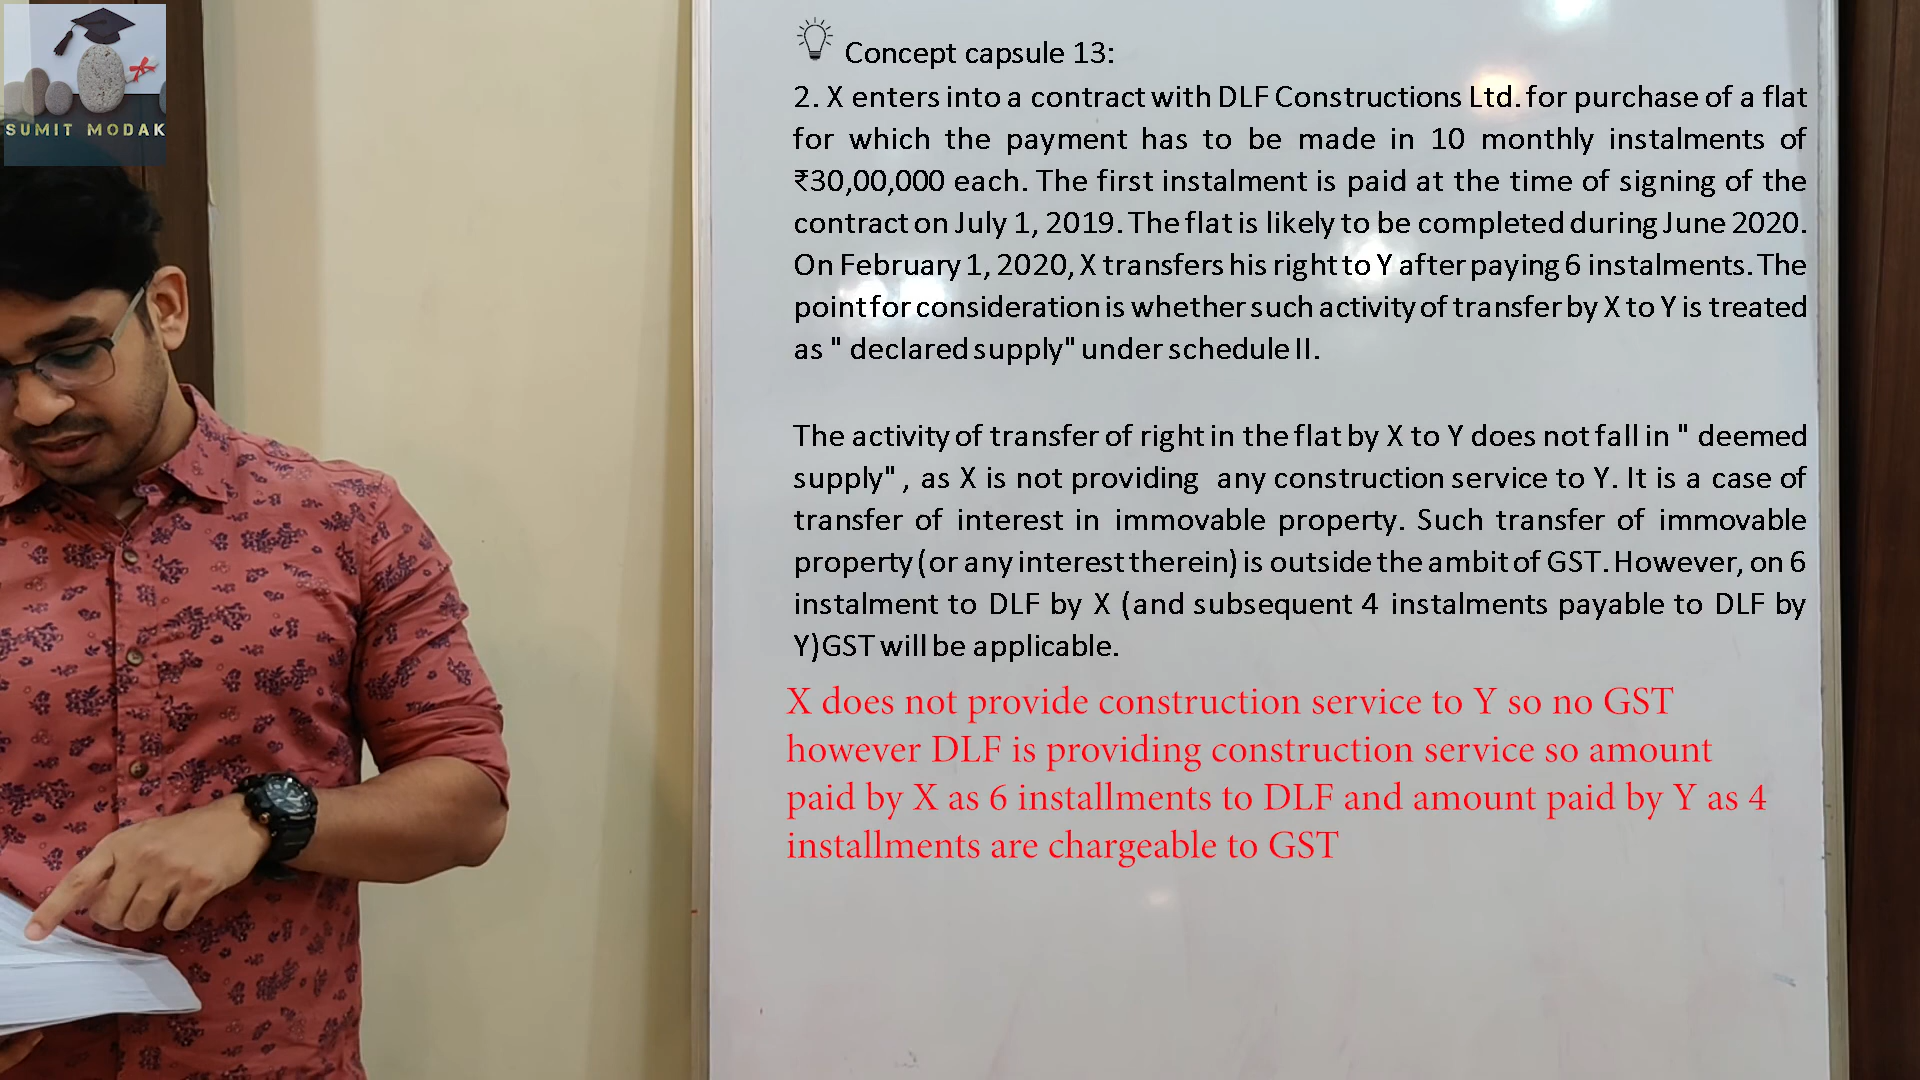 SUMIT MODAK
Concept capsule 13:
2. X enters into a contract with DLF Constructions Ltd. for purchase of a flat
for which the payment has to be made in 10 monthly instalments of
₹30,00,000 each. The first instalment is paid at the time of signing of the
contract on July 1, 2019. The flat is likely to be completed during June 2020.
On February 1, 2020, X transfers his right to Y after paying 6 instalments. The
point for consideration is whether such activity of transfer by X to Y is treated
as " declared supply" under schedule II.
The activity of transfer of right in the flat by X to Y does not fall in " deemed
supply" , as X is not providing any construction service to Y. It is a case of
transfer of interest in immovable property. Such transfer of immovable
property (or any interest therein) is outside the ambit of GST. However, on 6
instalment to DLF by X (and subsequent 4 instalments payable to DLF by
Y)GST will be applicable.
X does not provide construction service to Y so no GST
however DLF is providing construction service so amount
paid by X as 6 installments to DLF and amount paid by Y as 4
installments are chargeable to GST